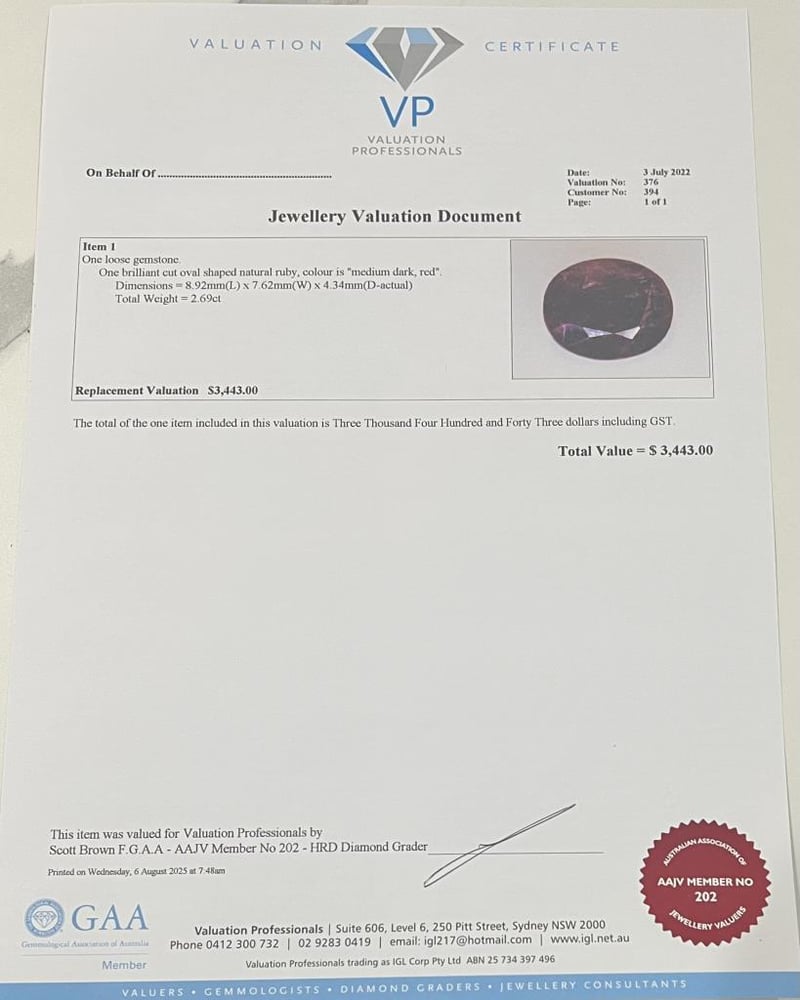 VALUATION CERTIFICATE
VP
VALUATION
PROFESSIONALS
On Behalf Of ................................................................
Date: 3 July 2022
Valuation No: 376
Customer No: 394
Page: 1 of 1
Jewellery Valuation Document
Item 1
One loose gemstone.
One brilliant cut oval shaped natural ruby, colour is "medium dark, red".
Dimensions = 8.92mm(L) x 7.62mm(W) x 4.34mm(D-actual)
Total Weight = 2.69ct
Replacement Valuation $3,443.00
The total of the one item included in this valuation is Three Thousand Four Hundred and Forty Three dollars including GST.
Total Value = $ 3,443.00
This item was valued for Valuation Professionals by
Scott Brown F.G.A.A - AAJV Member No 202 - HRD Diamond Grader
Printed on Wednesday, 6 August 2025 at 7:48am
AUSTRALIAN ASSOCIATION OF
AAJV MEMBER NO
202
JEWELLERY VALUERS
GAA
Gemmological Association of Australia
Member
Valuation Professionals | Suite 606, Level 6, 250 Pitt Street, Sydney NSW 2000
Phone 0412 300 732 | 02 9283 0419 | email: igl217@hotmail.com | www.igl.net.au
Valuation Professionals trading as IGL Corp Pty Ltd ABN 25 734 397 496
VALUERS • GEMMOLOGISTS • DIAMOND GRADERS • JEWELLERY CONSULTANTS